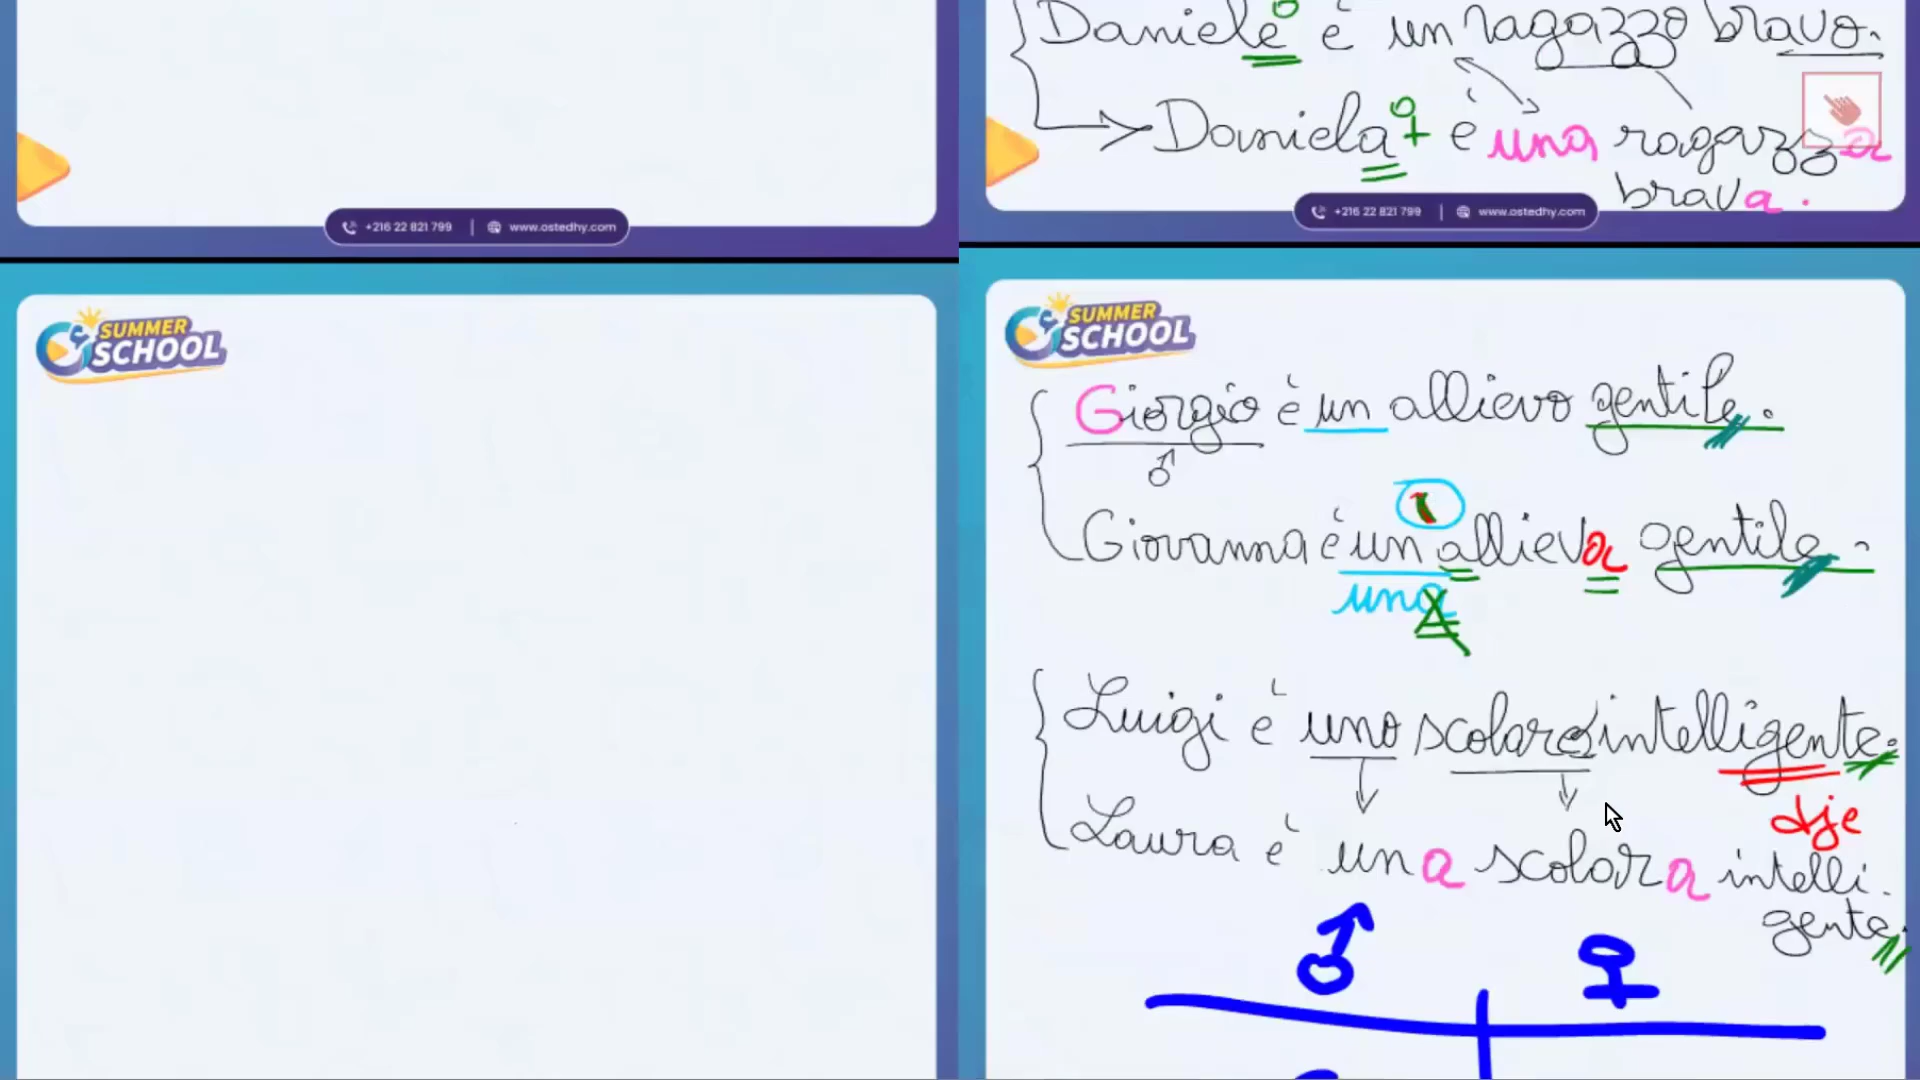 Daniele è un ragazzo bravo.
Daniela è una ragazza
brava.
+216 22 821 799 | www.ostedhy.com
+216 22 821 799 | www.ostedhy.com
SUMMER
SCHOOL
SUMMER
SCHOOL
Giorgio è un allievo gentile.
Giovanna è un'allieva gentile.
una
Luigi è uno scolare intelligente.
dje
Laura è una scolara intelli.
gente.